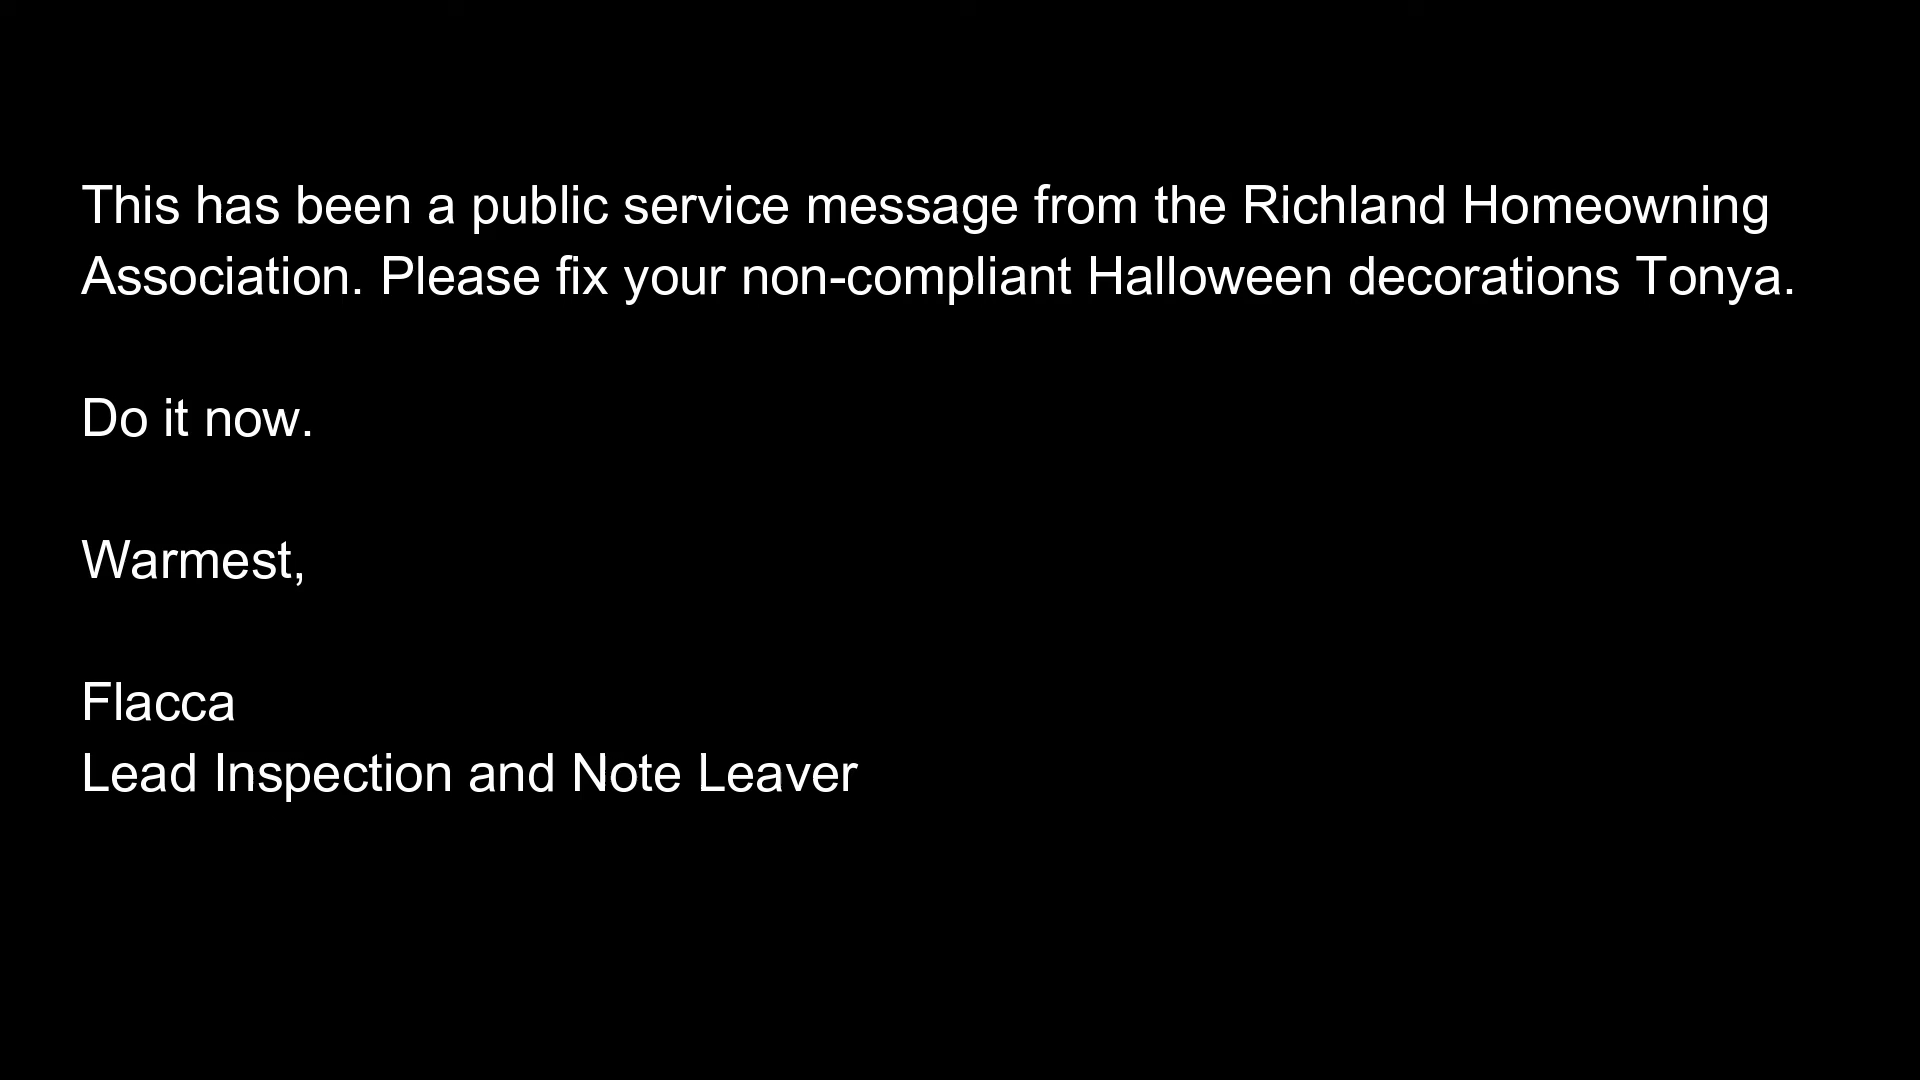 This has been a public service message from the Richland Homeowning
Association. Please fix your non-compliant Halloween decorations Tonya.
Do it now.
Warmest,
Flacca
Lead Inspection and Note Leaver